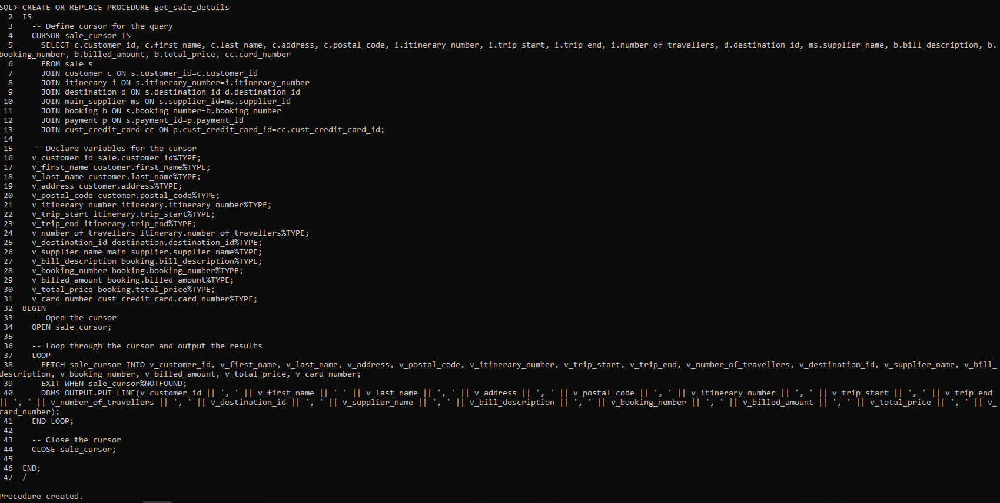 SQL> CREATE OR REPLACE PROCEDURE get_sale_details
  2  IS
  3    -- Define cursor for the query
  4    CURSOR sale_cursor IS
  5      SELECT c.customer_id, c.first_name, c.last_name, c.address, c.postal_code, i.itinerary_number, i.trip_start, i.trip_end, i.number_of_travellers, d.destination_id, ms.supplier_name, b.bill_description, b.
booking_number, b.billed_amount, b.total_price, cc.card_number
  6      FROM sale s
  7      JOIN customer c ON s.customer_id=c.customer_id
  8      JOIN itinerary i ON s.itinerary_number=i.itinerary_number
  9      JOIN destination d ON s.destination_id=d.destination_id
 10      JOIN main_supplier ms ON s.supplier_id=ms.supplier_id
 11      JOIN booking b ON s.booking_number=b.booking_number
 12      JOIN payment p ON s.payment_id=p.payment_id
 13      JOIN cust_credit_card cc ON p.cust_credit_card_id=cc.cust_credit_card_id;
 14
 15    -- Declare variables for the cursor
 16    v_customer_id sale.customer_id%TYPE;
 17    v_first_name customer.first_name%TYPE;
 18    v_last_name customer.last_name%TYPE;
 19    v_address customer.address%TYPE;
 20    v_postal_code customer.postal_code%TYPE;
 21    v_itinerary_number itinerary.itinerary_number%TYPE;
 22    v_trip_start itinerary.trip_start%TYPE;
 23    v_trip_end itinerary.trip_end%TYPE;
 24    v_number_of_travellers itinerary.number_of_travellers%TYPE;
 25    v_destination_id destination.destination_id%TYPE;
 26    v_supplier_name main_supplier.supplier_name%TYPE;
 27    v_bill_description booking.bill_description%TYPE;
 28    v_booking_number booking.booking_number%TYPE;
 29    v_billed_amount booking.billed_amount%TYPE;
 30    v_total_price booking.total_price%TYPE;
 31    v_card_number cust_credit_card.card_number%TYPE;
 32  BEGIN
 33    -- Open the cursor
 34    OPEN sale_cursor;
 35
 36    -- Loop through the cursor and output the results
 37    LOOP
 38      FETCH sale_cursor INTO v_customer_id, v_first_name, v_last_name, v_address, v_postal_code, v_itinerary_number, v_trip_start, v_trip_end, v_number_of_travellers, v_destination_id, v_supplier_name, v_bill_
description, v_booking_number, v_billed_amount, v_total_price, v_card_number;
 39      EXIT WHEN sale_cursor%NOTFOUND;
 40      DBMS_OUTPUT.PUT_LINE(v_customer_id || ', ' || v_first_name || ' ' || v_last_name || ', ' || v_address || ', ' || v_postal_code || ', ' || v_itinerary_number || ', ' || v_trip_start || ', ' || v_trip_end
|| ', ' || v_number_of_travellers || ', ' || v_destination_id || ', ' || v_supplier_name || ', ' || v_bill_description || ', ' || v_booking_number || ', ' || v_billed_amount || ', ' || v_total_price || ', ' || v_
card_number);
 41    END LOOP;
 42
 43    -- Close the cursor
 44    CLOSE sale_cursor;
 45
 46  END;
 47  /
Procedure created.